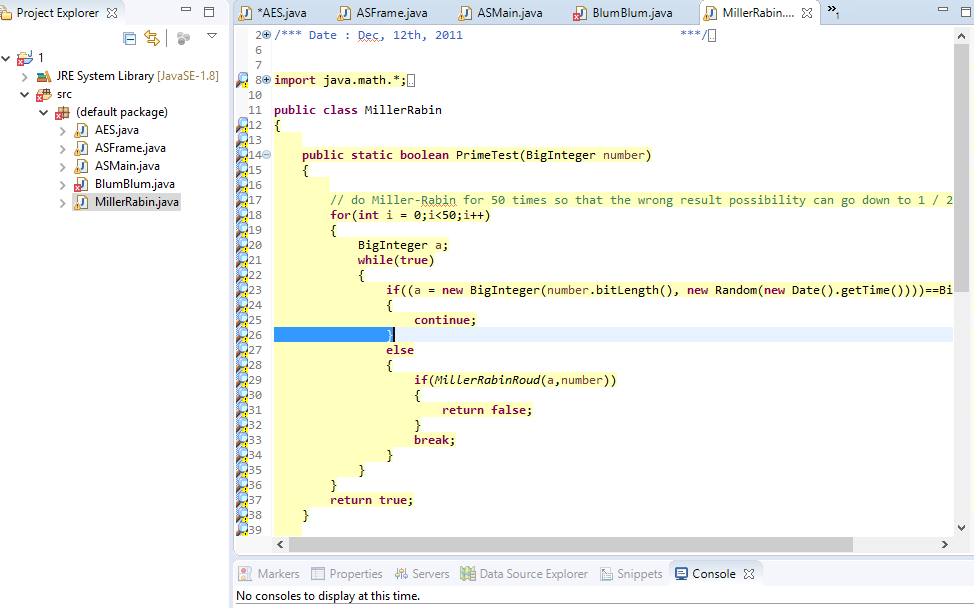 Project Explorer
*AES.java ASFrame.java ASMain.java BlumBlum.java MillerRabin.... »1
1
JRE System Library [JavaSE-1.8]
src
(default package)
AES.java
ASFrame.java
ASMain.java
BlumBlum.java
MillerRabin.java
2 /*** Date : Dec, 12th, 2011 ***/
6
7
8 import java.math.*;
10
11 public class MillerRabin
12 {
13
14 public static boolean PrimeTest(BigInteger number)
15 {
16
17 // do Miller-Rabin for 50 times so that the wrong result possibility can go down to 1 / 2
18 for(int i = 0;i<50;i++)
19 {
20 BigInteger a;
21 while(true)
22 {
23 if((a = new BigInteger(number.bitLength(), new Random(new Date().getTime())))==Bi
24 {
25 continue;
26 }
27 else
28 {
29 if(MillerRabinRoud(a,number))
30 {
31 return false;
32 }
33 break;
34 }
35 }
36 }
37 return true;
38 }
39
Markers Properties Servers Data Source Explorer Snippets Console
No consoles to display at this time.